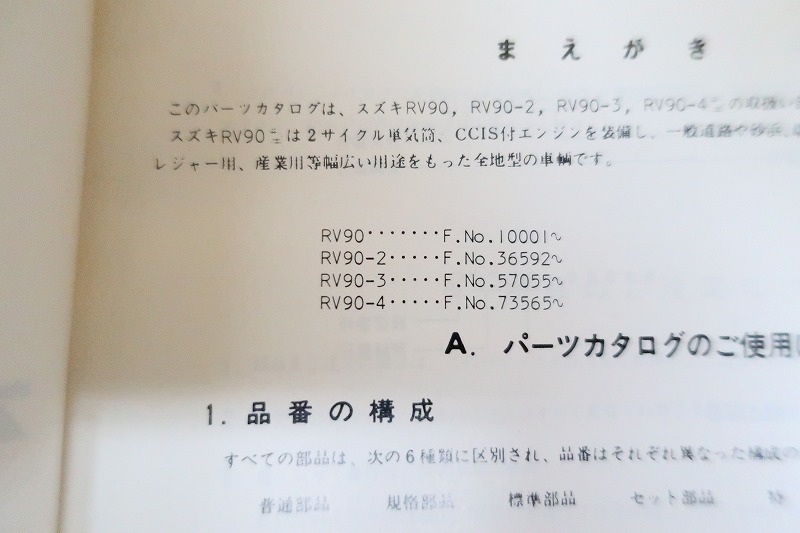 まえがき
このパーツカタログは、スズキRV90, RV90-2, RV90-3, RV90-4の取扱い
スズキRV90は2サイクル単気筒、CCIS付エンジンを装備し、一般道路や砂浜、
レジャー用、産業用等幅広い用途をもった全地型の車輌です。
RV90·······F.No.10001~
RV90-2·····F.No.36592~
RV90-3·····F.No.57055~
RV90-4·····F.No.73565~
A. パーツカタログのご使用
1. 品番の構成
すべての部品は、次の6種類に区別され、品番はそれぞれ異なった構成の
普通部品 規格部品 標準部品 セット部品